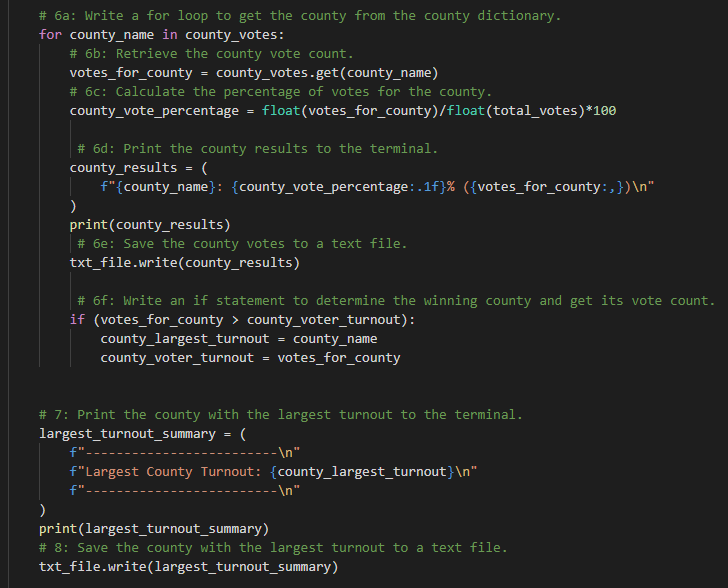 # 6a: Write a for loop to get the county from the county dictionary.
for county_name in county_votes:
# 6b: Retrieve the county vote count.
votes_for_county = county_votes.get(county_name)
# 6c: Calculate the percentage of votes for the county.
county_vote_percentage = float(votes_for_county)/float(total_votes)*100
# 6d: Print the county results to the terminal.
county_results = (
f"{county_name}: {county_vote_percentage:.1f}% ({votes_for_county:,})\n"
)
print(county_results)
# 6e: Save the county votes to a text file.
txt_file.write(county_results)
# 6f: Write an if statement to determine the winning county and get its vote count.
if (votes_for_county > county_voter_turnout):
county_largest_turnout = county_name
county_voter_turnout = votes_for_county
# 7: Print the county with the largest turnout to the terminal.
largest_turnout_summary = (
f"-------------------------\n"
f"Largest County Turnout: {county_largest_turnout}\n"
f"-------------------------\n"
)
print(largest_turnout_summary)
# 8: Save the county with the largest turnout to a text file.
txt_file.write(largest_turnout_summary)